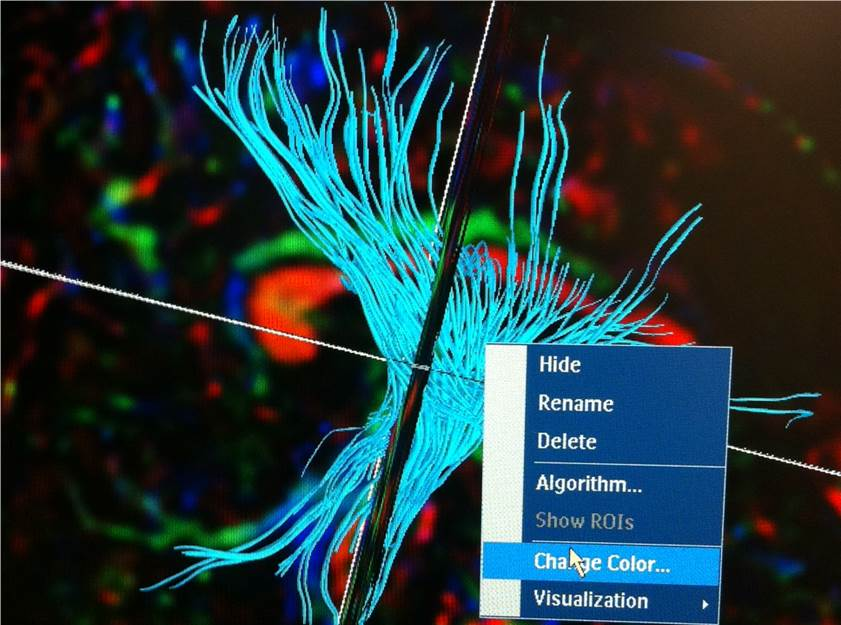 Hide
Rename
Delete
Algorithm...
Show ROIs
Change Color...
Visualization